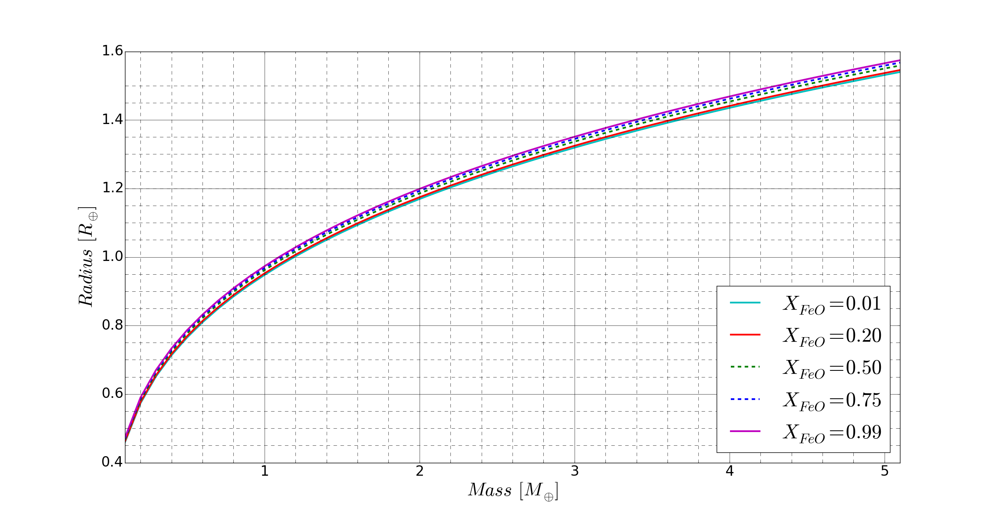 1.6
1.4
1.2
1.0
0.8
0.6
0.4
Radius [R⊕]
1 2 3 4 5
Mass [M⊕]
X_FeO=0.01
X_FeO=0.20
X_FeO=0.50
X_FeO=0.75
X_FeO=0.99